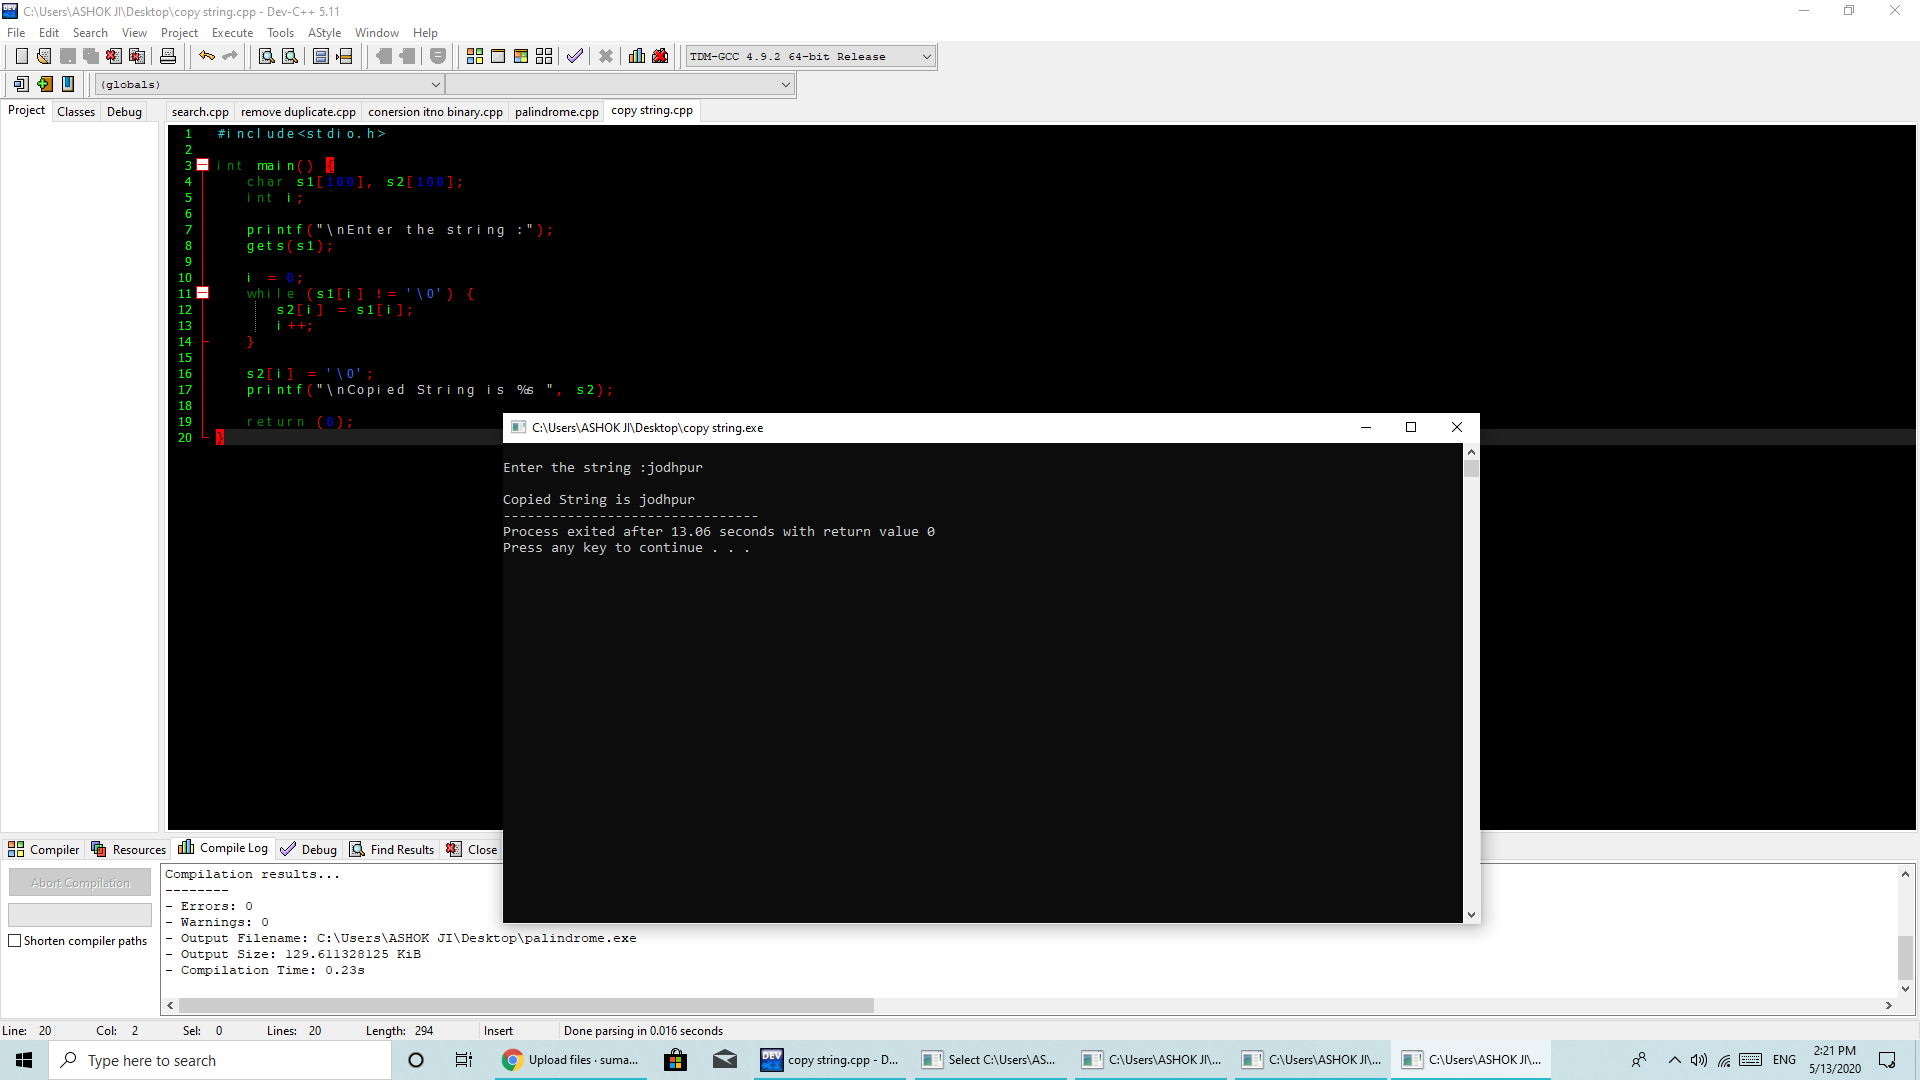 C:\Users\ASHOK JI\Desktop\copy string.cpp - Dev-C++ 5.11
File Edit Search View Project Execute Tools AStyle Window Help
TDM-GCC 4.9.2 64-bit Release
(globals)
Project Classes Debug
search.cpp remove duplicate.cpp conersion itno binary.cpp palindrome.cpp copy string.cpp
1 #include<stdio.h>
2
3 int main() {
4 char s1[100], s2[100];
5 int i;
6
7 printf("\nEnter the string :");
8 gets(s1);
9
10 i = 0;
11 while (s1[i] != '\0') {
12 s2[i] = s1[i];
13 i++;
14 }
15
16 s2[i] = '\0';
17 printf("\nCopied String is %s ", s2);
18
19 return (0);
20 }
C:\Users\ASHOK JI\Desktop\copy string.exe
Enter the string :jodhpur
Copied String is jodhpur
--------------------------------
Process exited after 13.06 seconds with return value 0
Press any key to continue . . .
Compiler Resources Compile Log Debug Find Results Close
Abort Compilation
Shorten compiler paths
Compilation results...
--------
- Errors: 0
- Warnings: 0
- Output Filename: C:\Users\ASHOK JI\Desktop\palindrome.exe
- Output Size: 129.611328125 KiB
- Compilation Time: 0.23s
Line: 20 Col: 2 Sel: 0 Lines: 20 Length: 294 Insert Done parsing in 0.016 seconds
Type here to search
Upload files · suma...
DEV copy string.cpp - D...
Select C:\Users\AS...
C:\Users\ASHOK JI\...
C:\Users\ASHOK JI\...
C:\Users\ASHOK JI\...
ENG
2:21 PM
5/13/2020